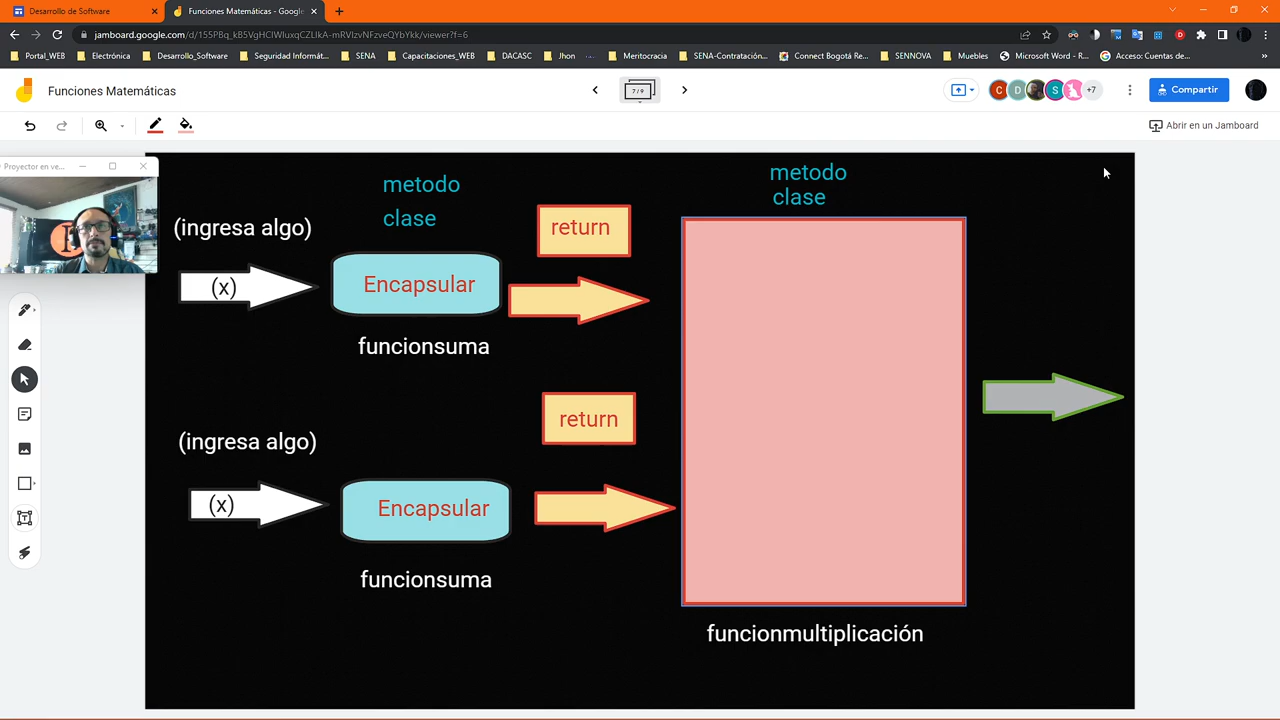 Desarrollo de Software
Funciones Matemáticas - Google
jamboard.google.com/d/155PBq_kB5VgHClWluxqCZLlkA-mRVlzvNFzveQYbYkk/viewer?f=6
Portal_WEB
Electrónica
Desarrollo_Software
Seguridad Informát...
SENA
Capacitaciones_WEB
DACASC
Jhon
Meritocracia
SENA-Contratación...
Connect Bogotá Re...
SENNOVA
Muebles
Microsoft Word - R...
Acceso: Cuentas de...
Funciones Matemáticas
7 / 9
C
D
S
+7
Compartir
Abrir en un Jamboard
Proyector en ve...
metodo
clase
(ingresa algo)
return
(x)
Encapsular
funcionsuma
metodo
clase
return
(ingresa algo)
(x)
Encapsular
funcionsuma
funcionmultiplicación